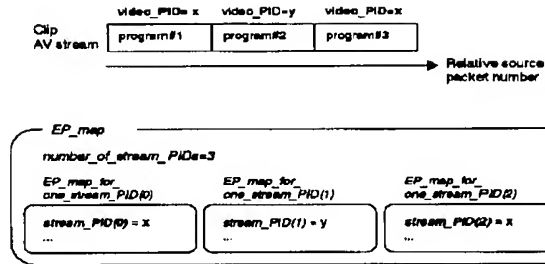 video_PID= x video_PID=y video_PID=x
Clip
AV stream
program#1 program#2 program#3
Relative source
packet number
EP_map
number_of_stream_PIDs=3
EP_map_for_
one_stream_PID(0)
EP_map_for_
one_stream_PID(1)
EP_map_for_
one_stream_PID(2)
stream_PID(0) = x
...
stream_PID(1) = y
...
stream_PID(2) = x
...